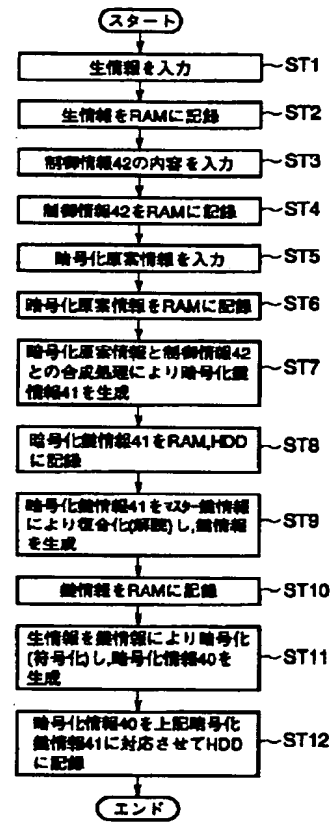 スタート
生情報を入力
ST1
生情報をRAMに記録
ST2
制御情報42の内容を入力
ST3
制御情報42をRAMに記録
ST4
暗号化原案情報を入力
ST5
暗号化原案情報をRAMに記録
ST6
暗号化原案情報と制御情報42
との合成処理により暗号化鍵
情報41を生成
ST7
暗号化鍵情報41をRAM,HDD
に記録
ST8
暗号化鍵情報41をマスター鍵情報
により復合化(解読)し,鍵情報
を生成
ST9
鍵情報をRAMに記録
ST10
生情報を鍵情報により暗号化
(符号化)し,暗号化情報40を
生成
ST11
暗号化情報40を上記暗号化
鍵情報41に対応させてHDD
に記録
ST12
エンド